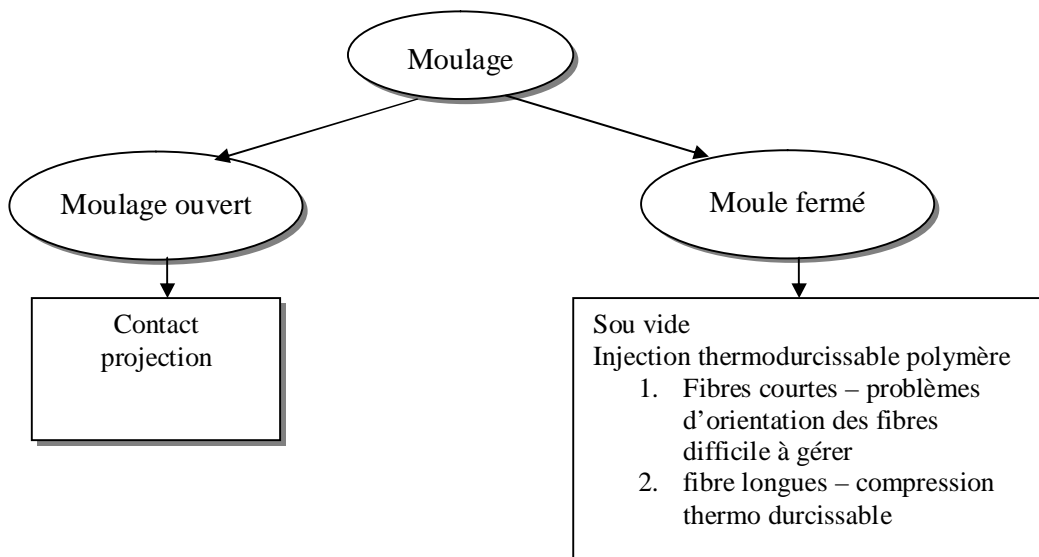 Moulage
Moulage ouvert
Moule fermé
Contact
projection
Sou vide
Injection thermodurcissable polymère
1. Fibres courtes – problèmes
d’orientation des fibres
difficile à gérer
2. fibre longues – compression
thermo durcissable